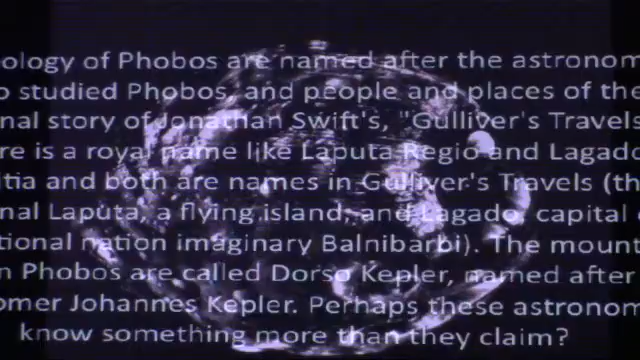 ology of Phobos are named after the astronom
o studied Phobos, and people and places of the
nal story of Jonathan Swift's, "Gulliver's Travels
re is a royal name like Laputa Regio and Lagado
itia and both are names in Gulliver's Travels (th
nal Laputa, a flying island, and Lagado, capital
tional nation imaginary Balnibarbi). The mount
n Phobos are called Dorso Kepler, named after
omer Johannes Kepler. Perhaps these astronom
know something more than they claim?